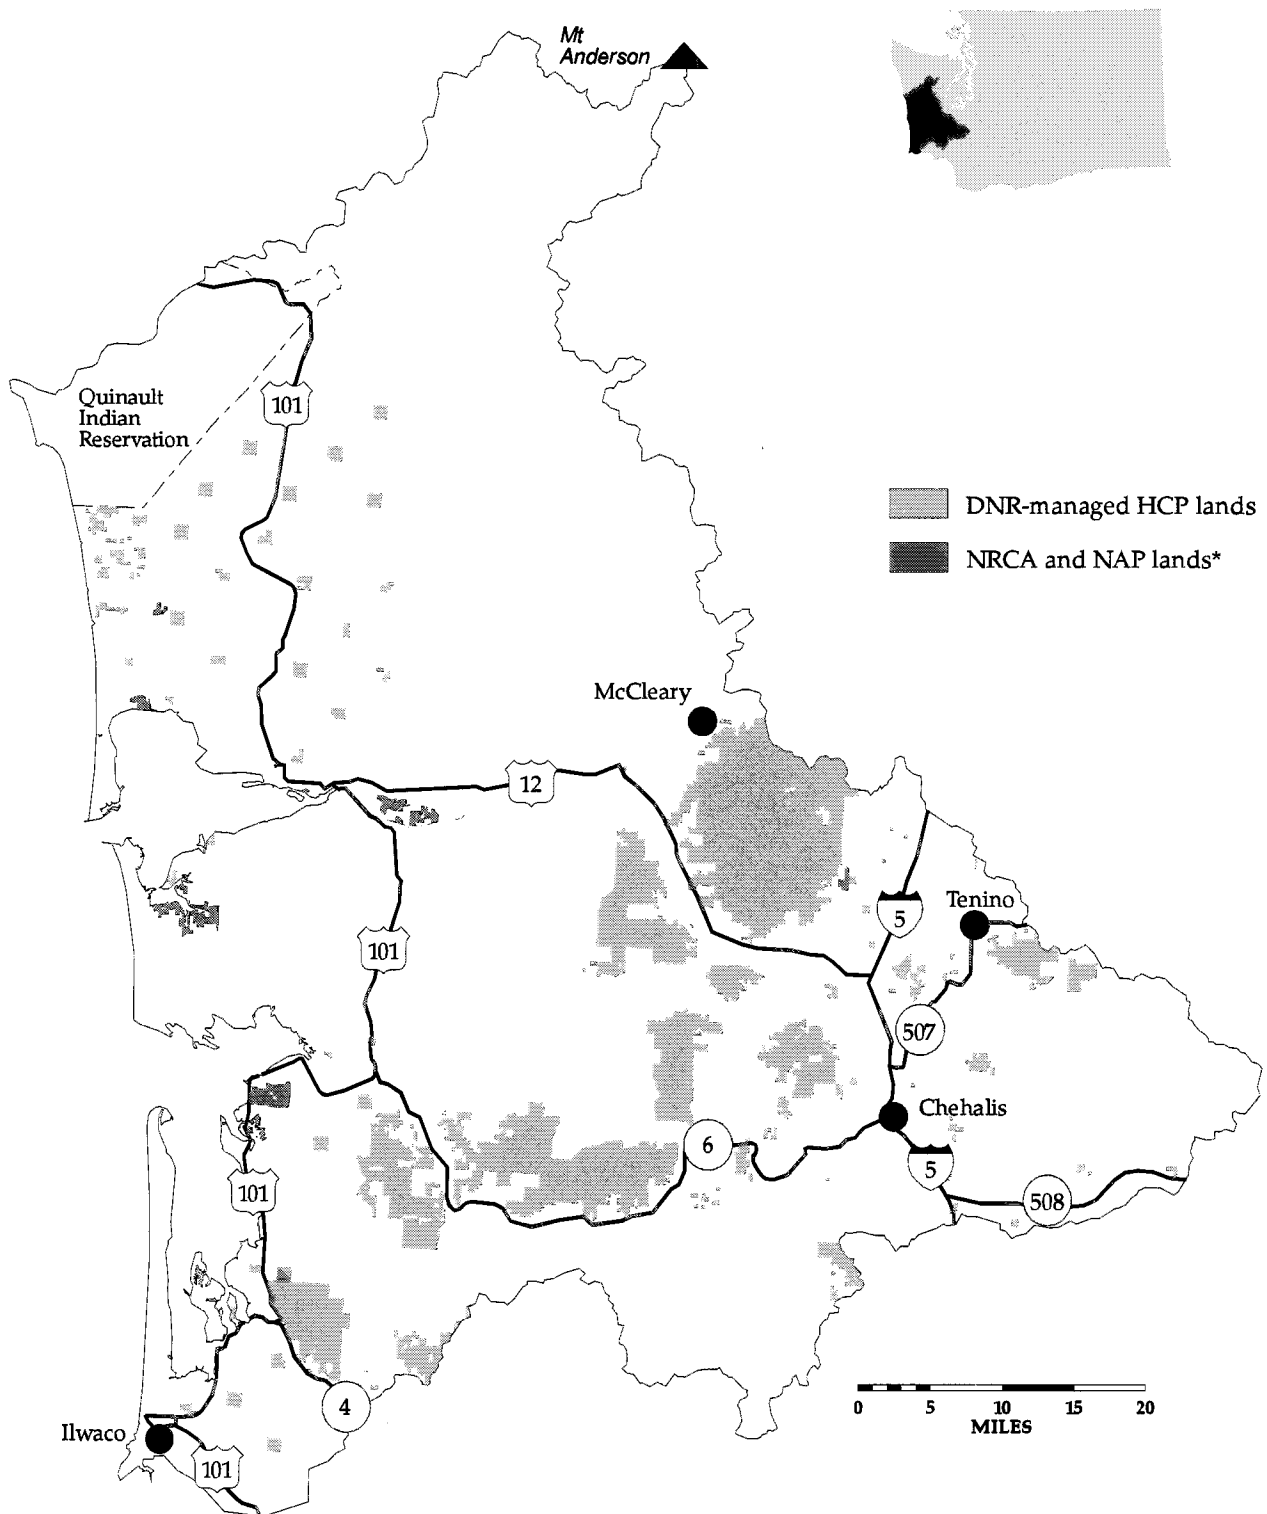 Mt
Anderson
Quinault
Indian
Reservation
101
DNR-managed HCP lands
NRCA and NAP lands*
McCleary
12
Tenino
5
101
507
Chehalis
6
5
101
508
4
0 5 10 15 20
MILES
Ilwaco
101